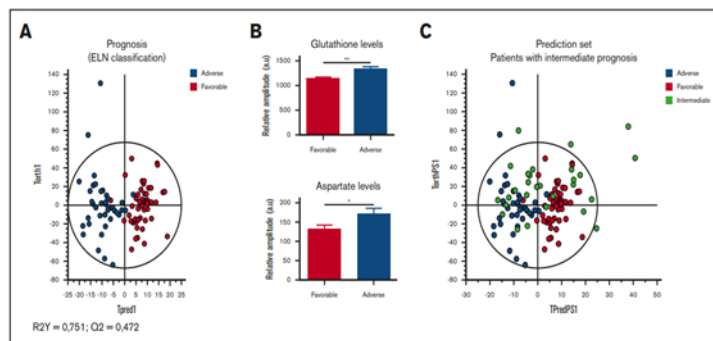 A
Prognosis
(ELN classification)
Adverse
Favorable
Torth1
140
120
100
80
60
40
20
0
-20
-40
-60
-80
-25 -20 -15 -10 -5 0 5 10 15 20 25
Tpred1
R2Y = 0,751; Q2 = 0,472
B
Glutathione levels
Relative amplitude (a.u)
1500
1000
500
0
**
Favorable Adverse
Aspartate levels
Relative amplitude (a.u)
200
150
100
50
0
*
Favorable Adverse
C
Prediction set
Patients with intermediate prognosis
Adverse
Favorable
Intermediate
TorthPS1
140
120
100
80
60
40
20
0
-20
-40
-60
-80
-20 -10 0 10 20 30 40 50
TPredPS1